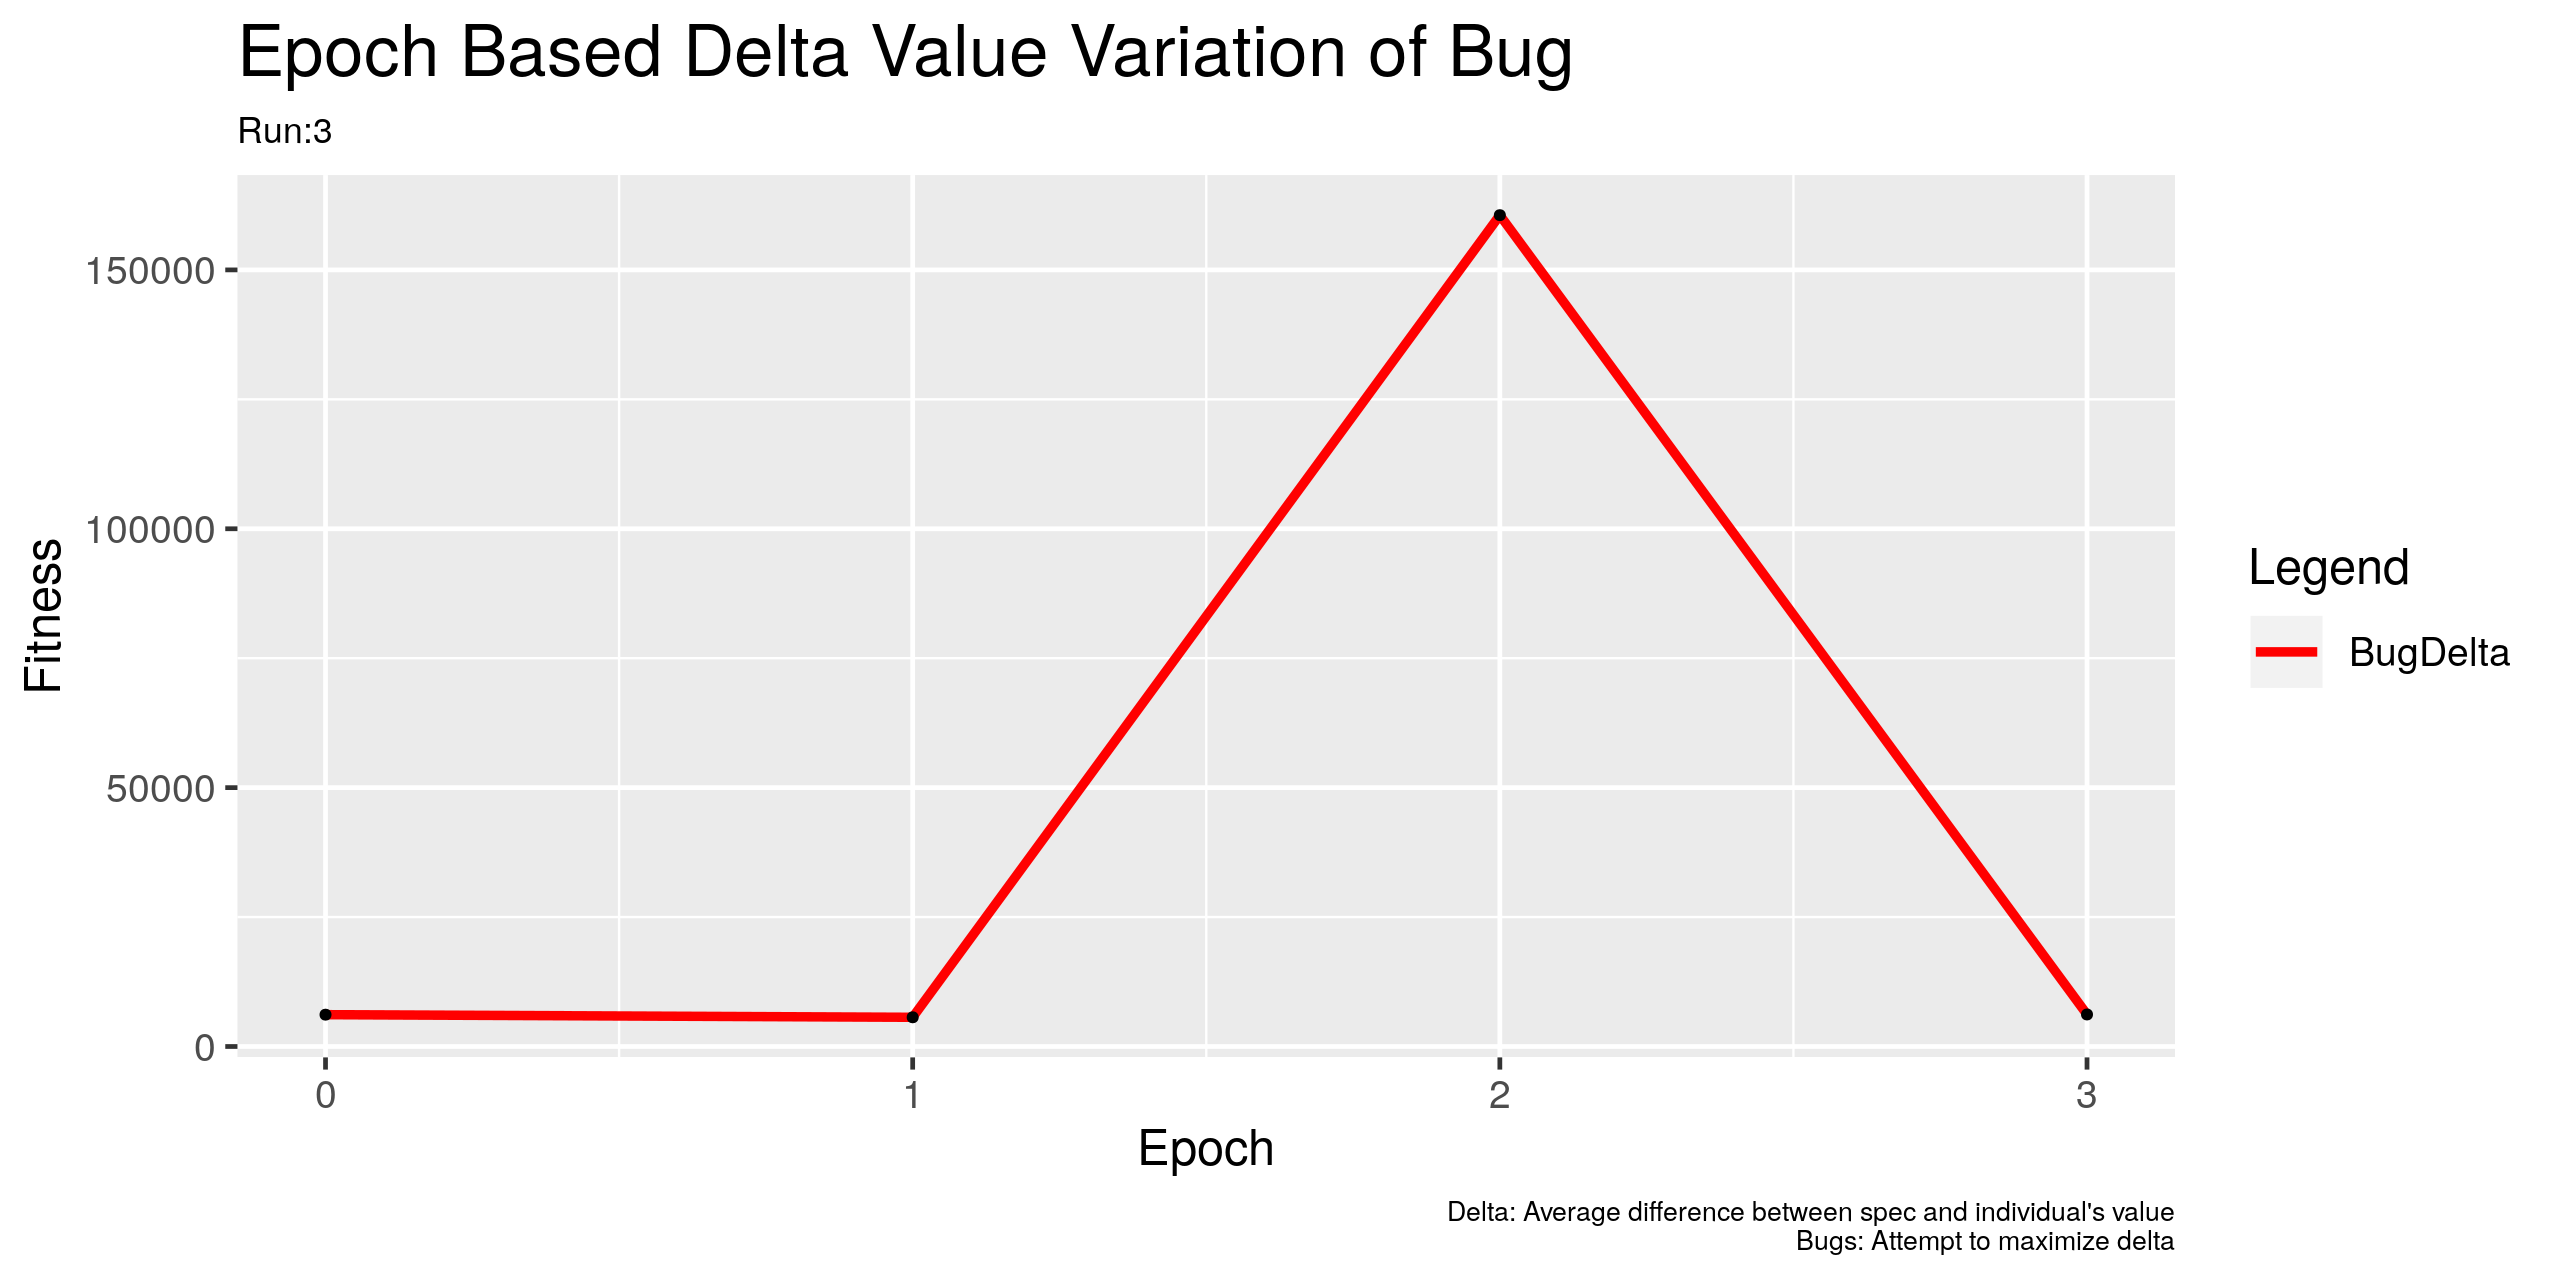 Epoch Based Delta Value Variation of Bug
Run:3
150000
100000
50000
0
Fitness
0 1 2 3
Epoch
Legend
BugDelta
Delta: Average difference between spec and individual's value
Bugs: Attempt to maximize delta